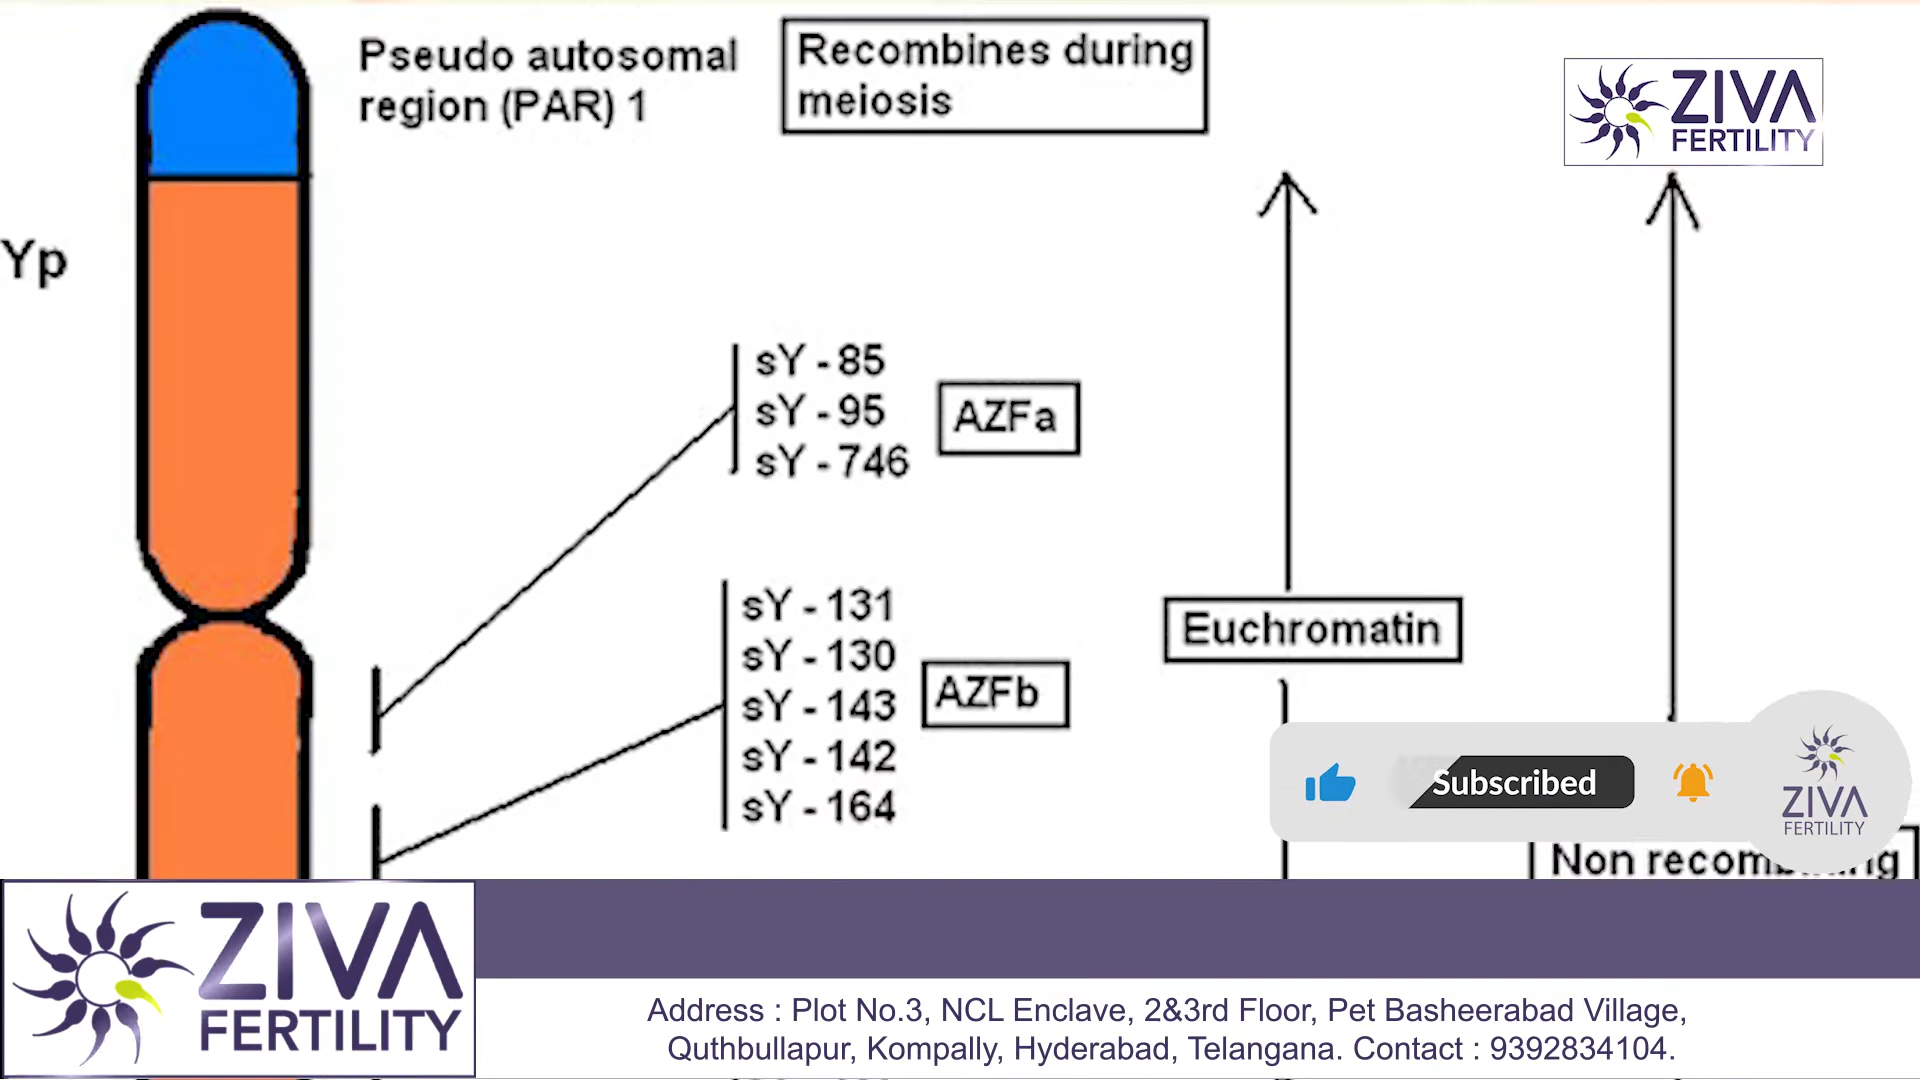 Pseudo autosomal
region (PAR) 1
Recombines during
meiosis
ZIVA
FERTILITY
Yp
sY - 85
sY - 95
sY - 746
AZFa
sY - 131
sY - 130
sY - 143
sY - 142
sY - 164
AZFb
Euchromatin
Subscribed
ZIVA
FERTILITY
Non
ZIVA
FERTILITY
Address : Plot No.3, NCL Enclave, 2&3rd Floor, Pet Basheerabad Village,
Quthbullapur, Kompally, Hyderabad, Telangana. Contact : 9392834104.